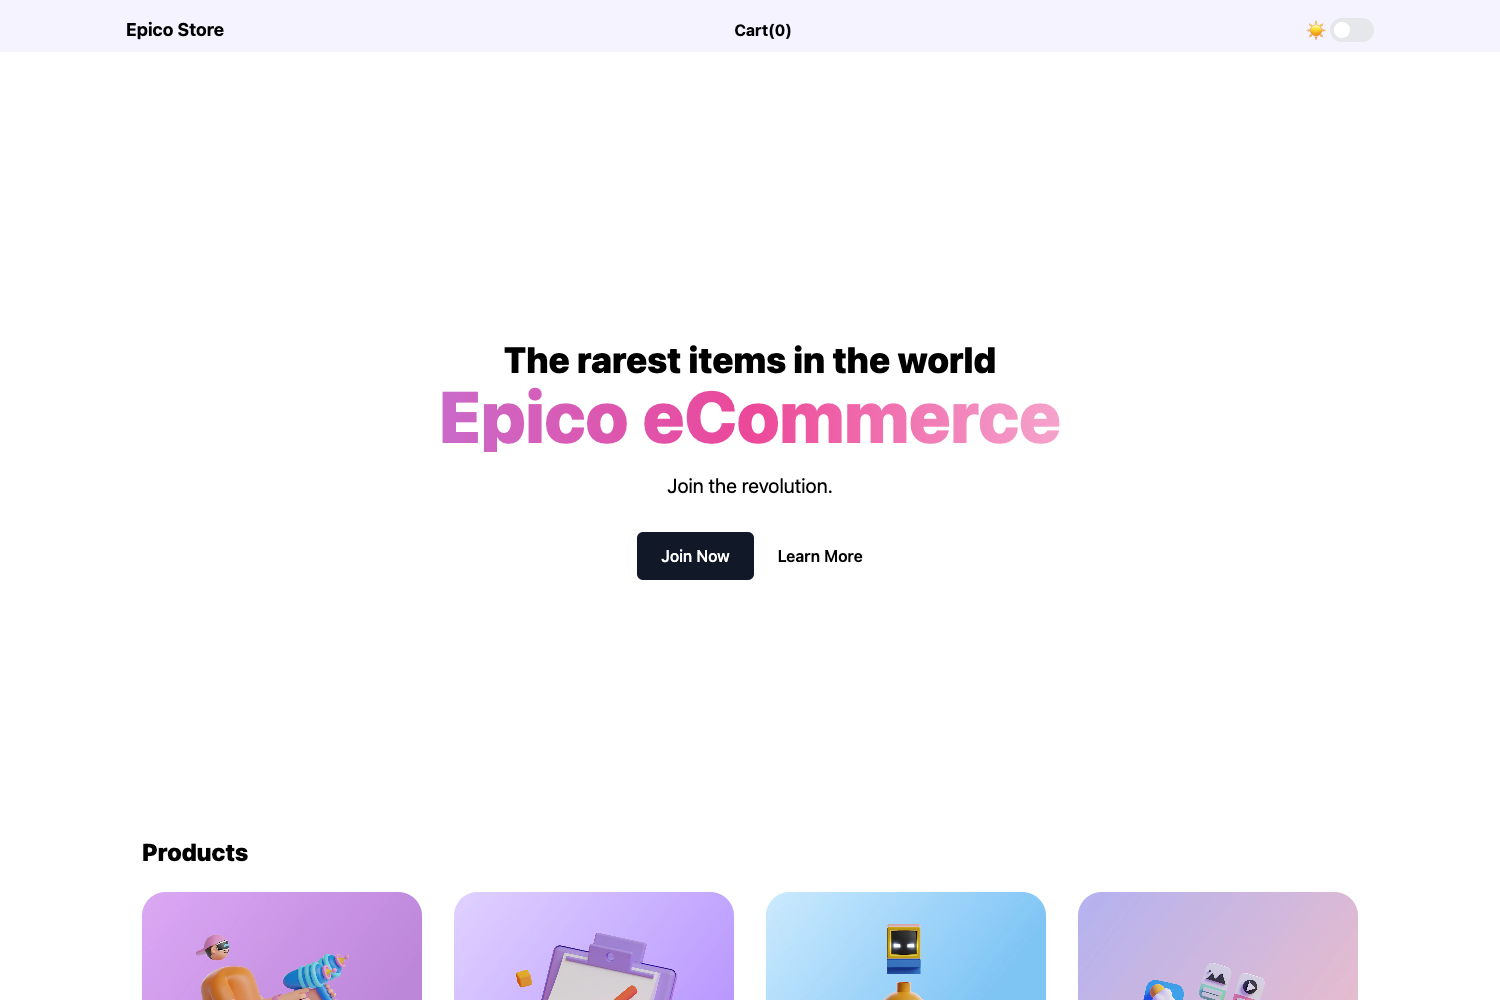 Epico Store
Cart(0)
The rarest items in the world
Epico eCommerce
Join the revolution.
Join Now
Learn More
Products